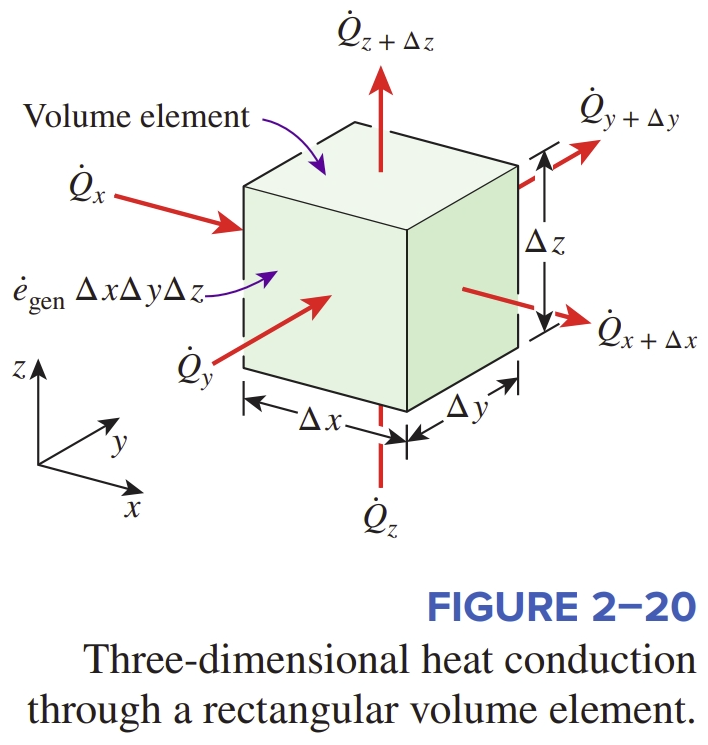 Q̇z + Δz
Volume element
Q̇y + Δy
Q̇x
Δz
ėgen ΔxΔyΔz
Q̇x + Δx
Q̇y
z
Δx
Δy
y
x
Q̇z
FIGURE 2–20
Three-dimensional heat conduction
through a rectangular volume element.